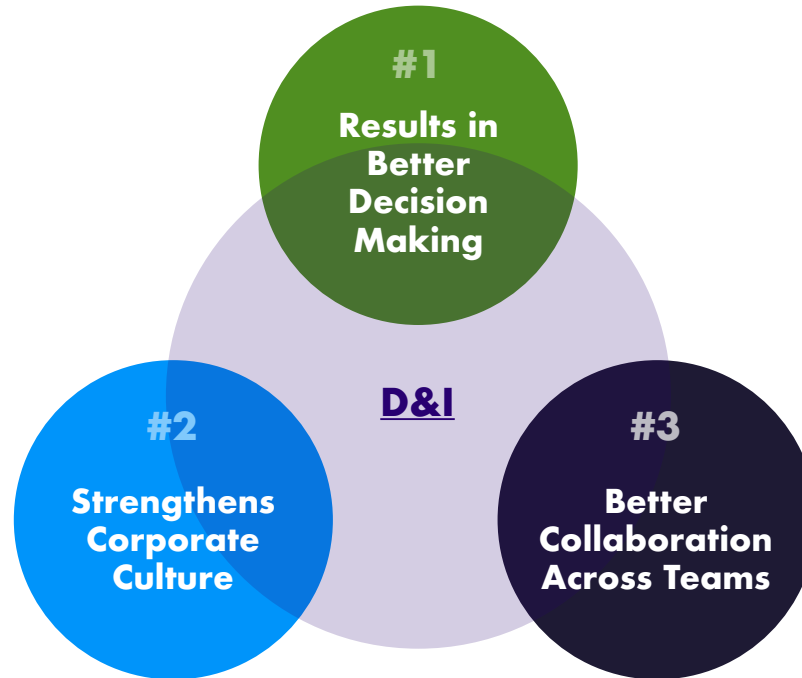 #1
Results in
Better
Decision
Making
D&I
#2
Strengthens
Corporate
Culture
#3
Better
Collaboration
Across Teams